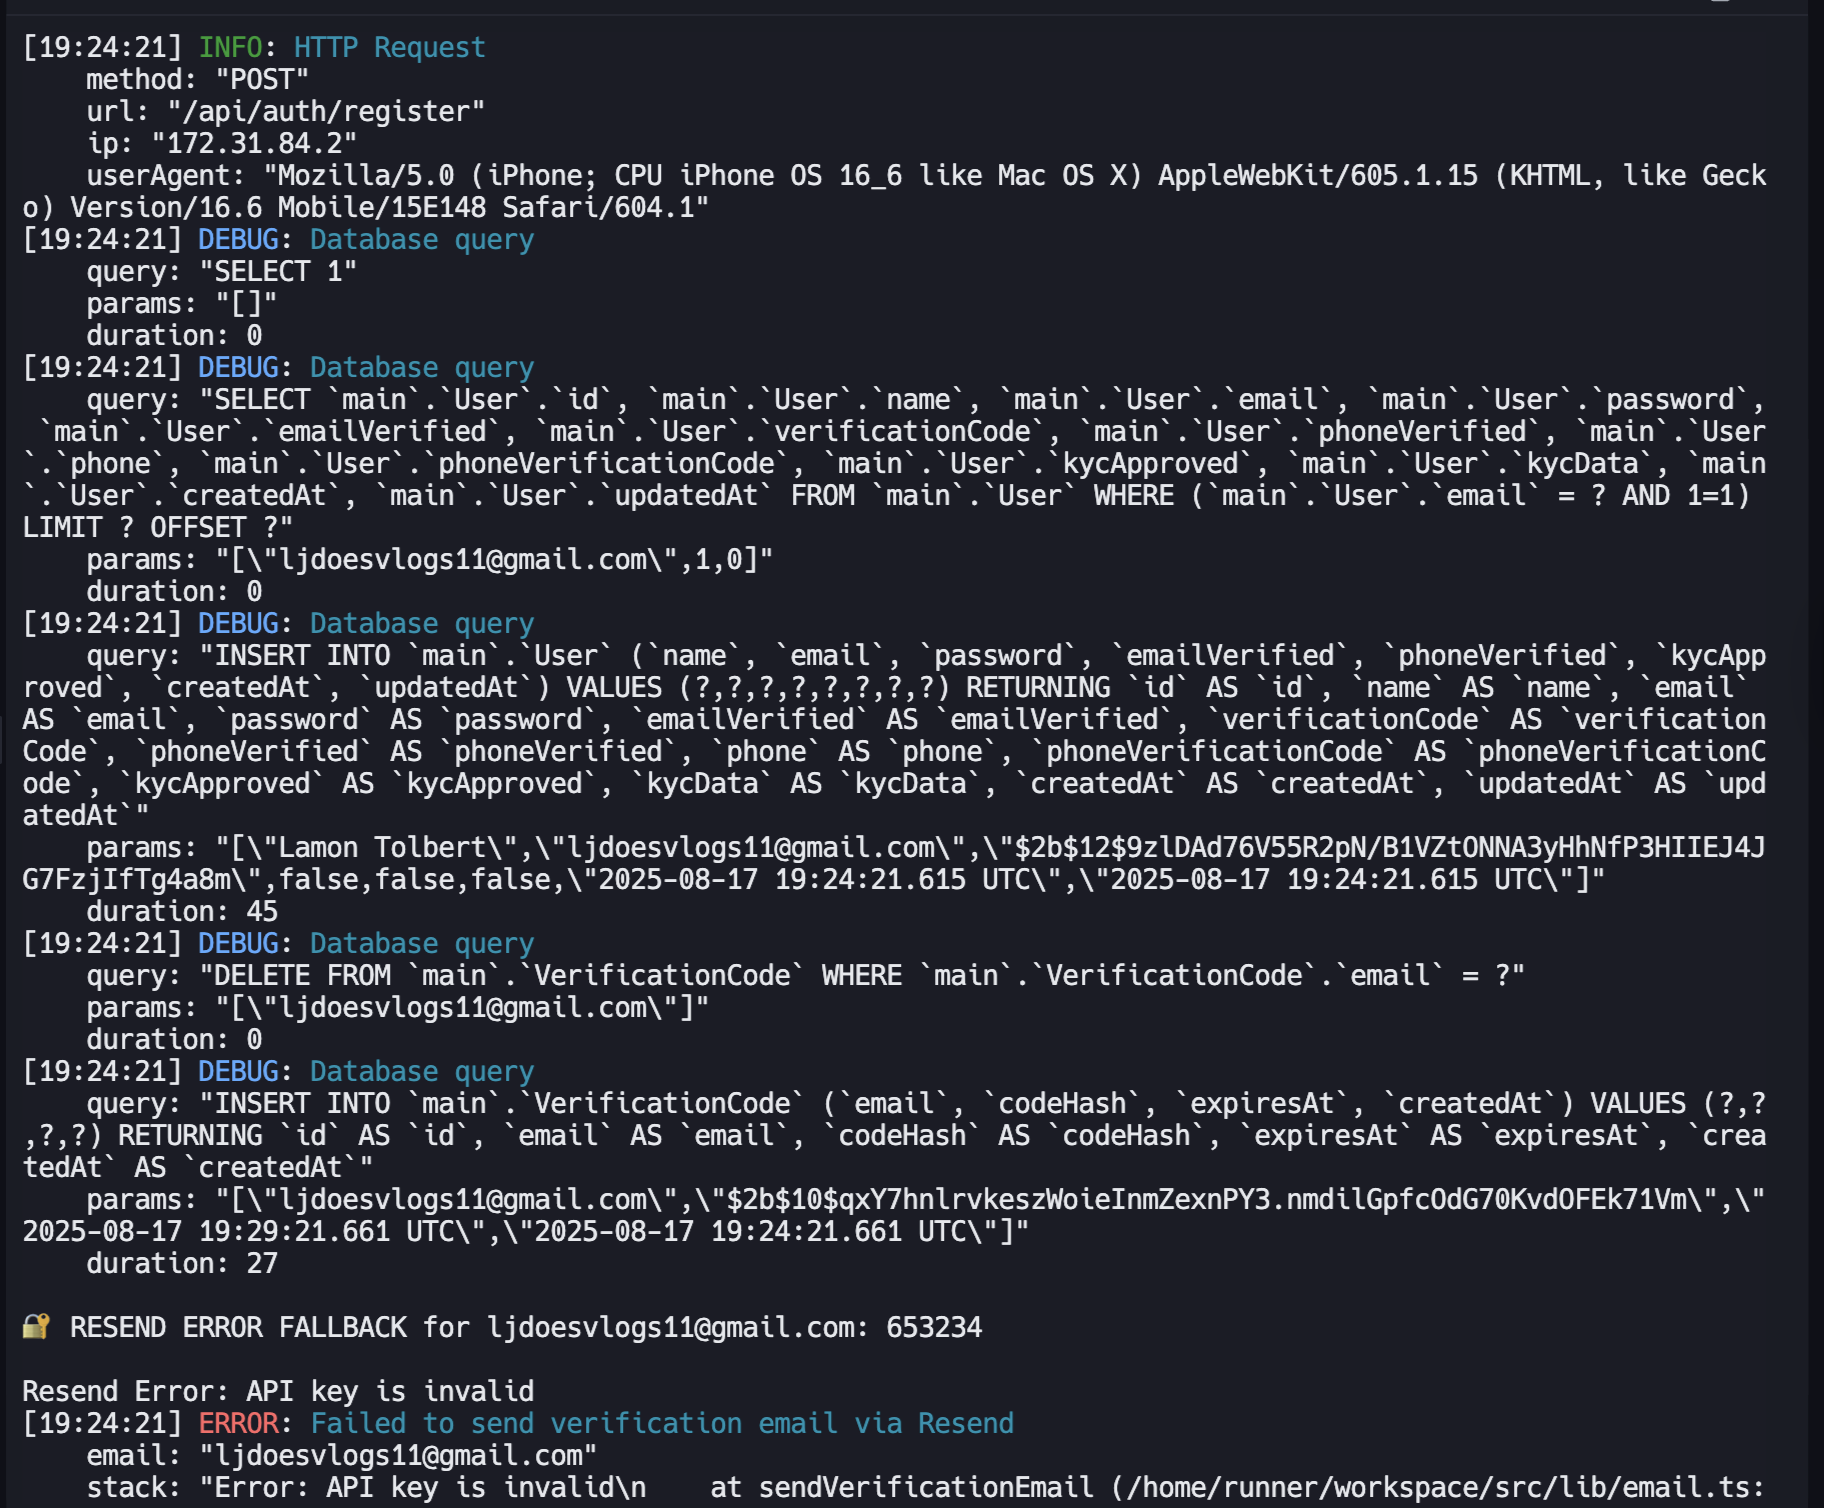 [19:24:21] INFO: HTTP Request
    method: "POST"
    url: "/api/auth/register"
    ip: "172.31.84.2"
    userAgent: "Mozilla/5.0 (iPhone; CPU iPhone OS 16_6 like Mac OS X) AppleWebKit/605.1.15 (KHTML, like Geck
o) Version/16.6 Mobile/15E148 Safari/604.1"
[19:24:21] DEBUG: Database query
    query: "SELECT 1"
    params: "[]"
    duration: 0
[19:24:21] DEBUG: Database query
    query: "SELECT `main`.`User`.`id`, `main`.`User`.`name`, `main`.`User`.`email`, `main`.`User`.`password`,
 `main`.`User`.`emailVerified`, `main`.`User`.`verificationCode`, `main`.`User`.`phoneVerified`, `main`.`User
`.`phone`, `main`.`User`.`phoneVerificationCode`, `main`.`User`.`kycApproved`, `main`.`User`.`kycData`, `main
`.`User`.`createdAt`, `main`.`User`.`updatedAt` FROM `main`.`User` WHERE (`main`.`User`.`email` = ? AND 1=1)
LIMIT ? OFFSET ?"
    params: "[\"ljdoesvlogs11@gmail.com\",1,0]"
    duration: 0
[19:24:21] DEBUG: Database query
    query: "INSERT INTO `main`.`User` (`name`, `email`, `password`, `emailVerified`, `phoneVerified`, `kycApp
roved`, `createdAt`, `updatedAt`) VALUES (?,?,?,?,?,?,?,?) RETURNING `id` AS `id`, `name` AS `name`, `email`
AS `email`, `password` AS `password`, `emailVerified` AS `emailVerified`, `verificationCode` AS `verification
Code`, `phoneVerified` AS `phoneVerified`, `phone` AS `phone`, `phoneVerificationCode` AS `phoneVerificationC
ode`, `kycApproved` AS `kycApproved`, `kycData` AS `kycData`, `createdAt` AS `createdAt`, `updatedAt` AS `upd
atedAt`"
    params: "[\"Lamon Tolbert\",\"ljdoesvlogs11@gmail.com\",\"$2b$12$9zlDAd76V55R2pN/B1VZtONNA3yHhNfP3HIIEJ4J
G7FzjIfTg4a8m\",false,false,false,\"2025-08-17 19:24:21.615 UTC\",\"2025-08-17 19:24:21.615 UTC\"]"
    duration: 45
[19:24:21] DEBUG: Database query
    query: "DELETE FROM `main`.`VerificationCode` WHERE `main`.`VerificationCode`.`email` = ?"
    params: "[\"ljdoesvlogs11@gmail.com\"]"
    duration: 0
[19:24:21] DEBUG: Database query
    query: "INSERT INTO `main`.`VerificationCode` (`email`, `codeHash`, `expiresAt`, `createdAt`) VALUES (?,?
,?,?) RETURNING `id` AS `id`, `email` AS `email`, `codeHash` AS `codeHash`, `expiresAt` AS `expiresAt`, `crea
tedAt` AS `createdAt`"
    params: "[\"ljdoesvlogs11@gmail.com\",\"$2b$10$qxY7hnlrvkeszWoieInmZexnPY3.nmdilGpfcOdG70KvdOFEk71Vm\",\"
2025-08-17 19:29:21.661 UTC\",\"2025-08-17 19:24:21.661 UTC\"]"
    duration: 27
🔐 RESEND ERROR FALLBACK for ljdoesvlogs11@gmail.com: 653234
Resend Error: API key is invalid
[19:24:21] ERROR: Failed to send verification email via Resend
    email: "ljdoesvlogs11@gmail.com"
    stack: "Error: API key is invalid\n    at sendVerificationEmail (/home/runner/workspace/src/lib/email.ts: